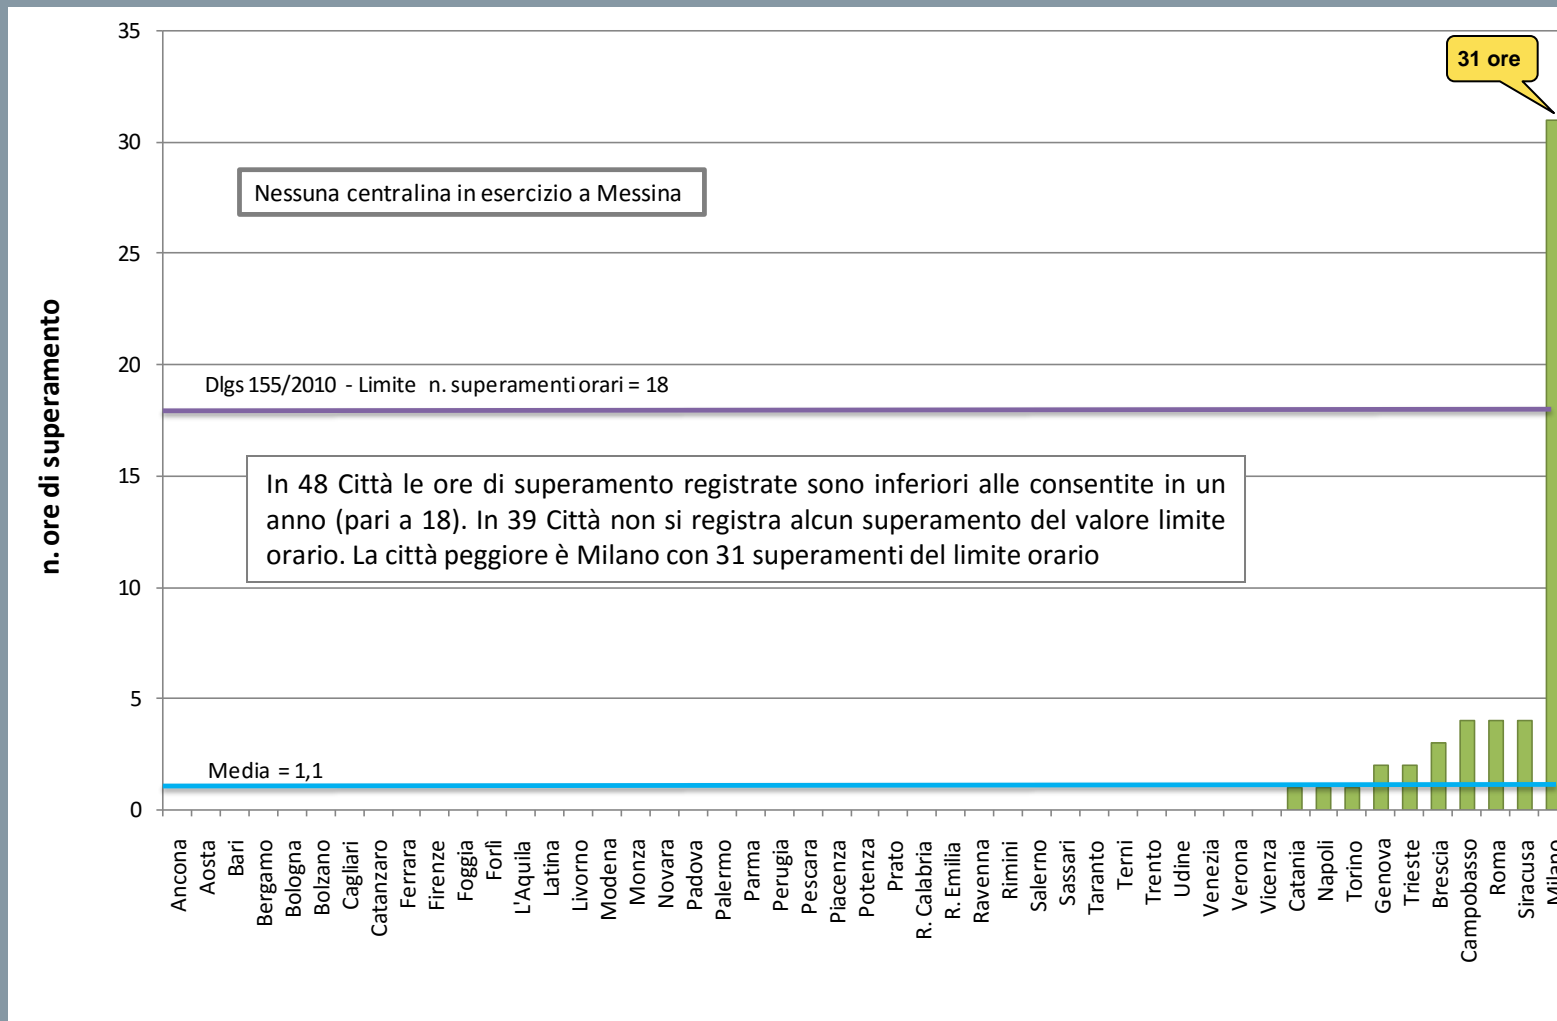 35
31 ore
30
Nessuna centralina in esercizio a Messina
25
n. ore di superamento
20
Dlgs 155/2010 - Limite n. superamenti orari = 18
15
In 48 Città le ore di superamento registrate sono inferiori alle consentite in un
anno (pari a 18). In 39 Città non si registra alcun superamento del valore limite
orario. La città peggiore è Milano con 31 superamenti del limite orario
10
5
Media = 1,1
0
Ancona
Aosta
Bari
Bergamo
Bologna
Bolzano
Cagliari
Catanzaro
Ferrara
Firenze
Foggia
Forlì
L'Aquila
Latina
Livorno
Modena
Monza
Novara
Padova
Palermo
Parma
Perugia
Pescara
Piacenza
Potenza
Prato
R. Calabria
R. Emilia
Ravenna
Rimini
Salerno
Sassari
Taranto
Terni
Trento
Udine
Venezia
Verona
Vicenza
Catania
Napoli
Torino
Genova
Trieste
Brescia
Campobasso
Roma
Siracusa
Milano